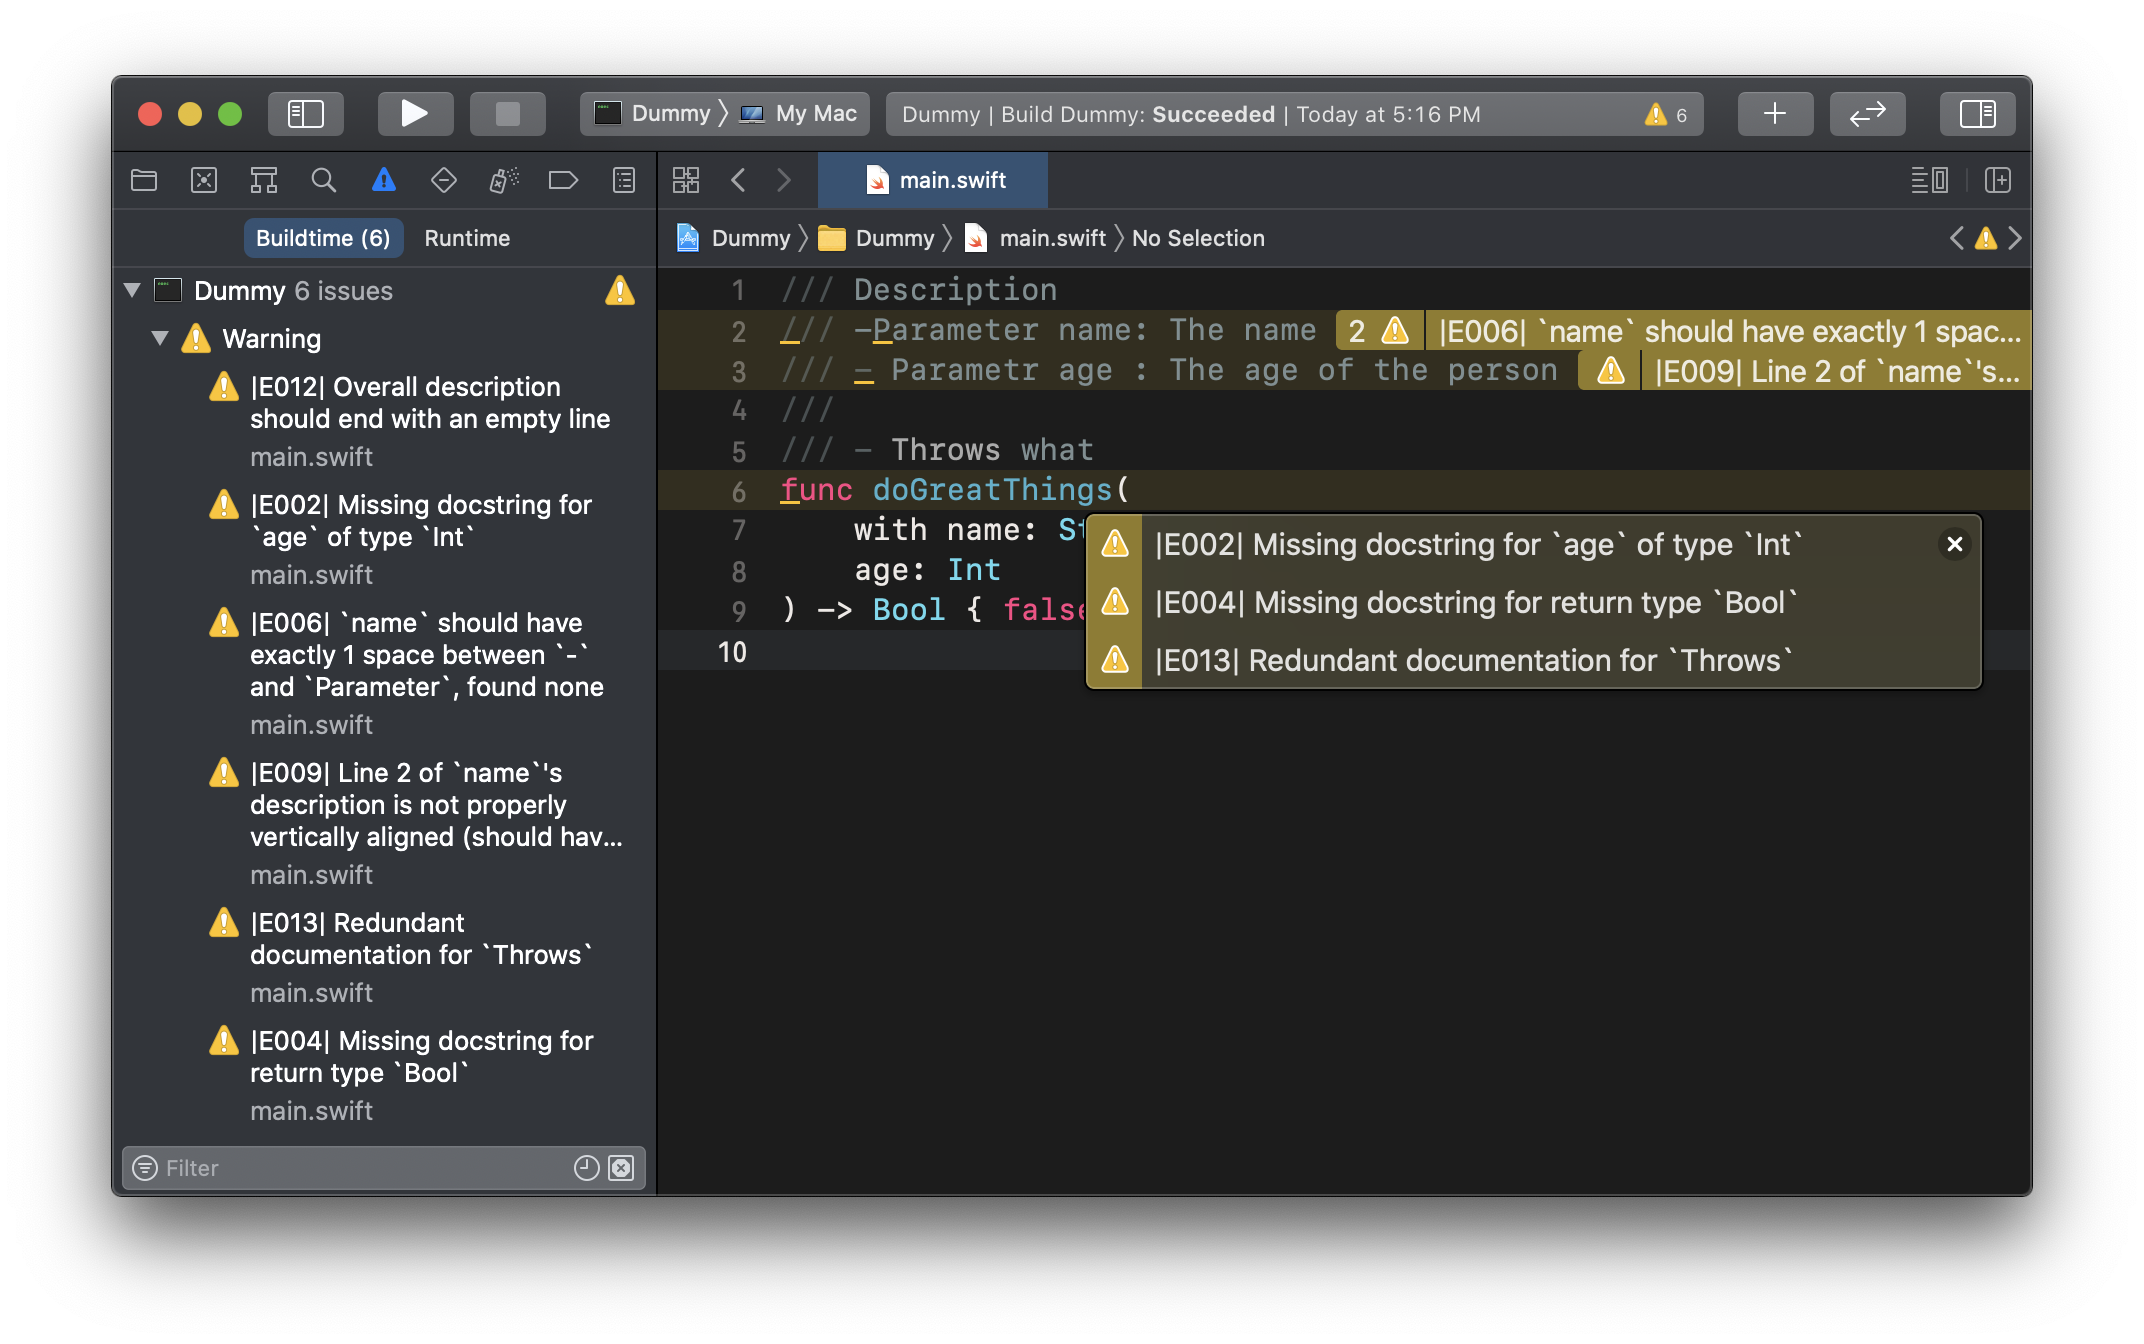 Dummy 〉 My Mac
Dummy | Build Dummy: Succeeded | Today at 5:16 PM
6
main.swift
Buildtime (6) Runtime
Dummy 〉 Dummy 〉 main.swift 〉 No Selection
Dummy 6 issues
Warning
|E012| Overall description
should end with an empty line
main.swift
|E002| Missing docstring for
`age` of type `Int`
main.swift
|E006| `name` should have
exactly 1 space between `-`
and `Parameter`, found none
main.swift
|E009| Line 2 of `name`'s
description is not properly
vertically aligned (should hav...
main.swift
|E013| Redundant
documentation for `Throws`
main.swift
|E004| Missing docstring for
return type `Bool`
main.swift
Filter
1 /// Description
2 /// -Parameter name: The name 2 |E006| `name` should have exactly 1 spac...
3 /// - Parametr age : The age of the person |E009| Line 2 of `name`'s...
4 ///
5 /// - Throws what
6 func doGreatThings(
7 with name: St
8 age: Int
9 ) -> Bool { false
10
|E002| Missing docstring for `age` of type `Int`
|E004| Missing docstring for return type `Bool`
|E013| Redundant documentation for `Throws`